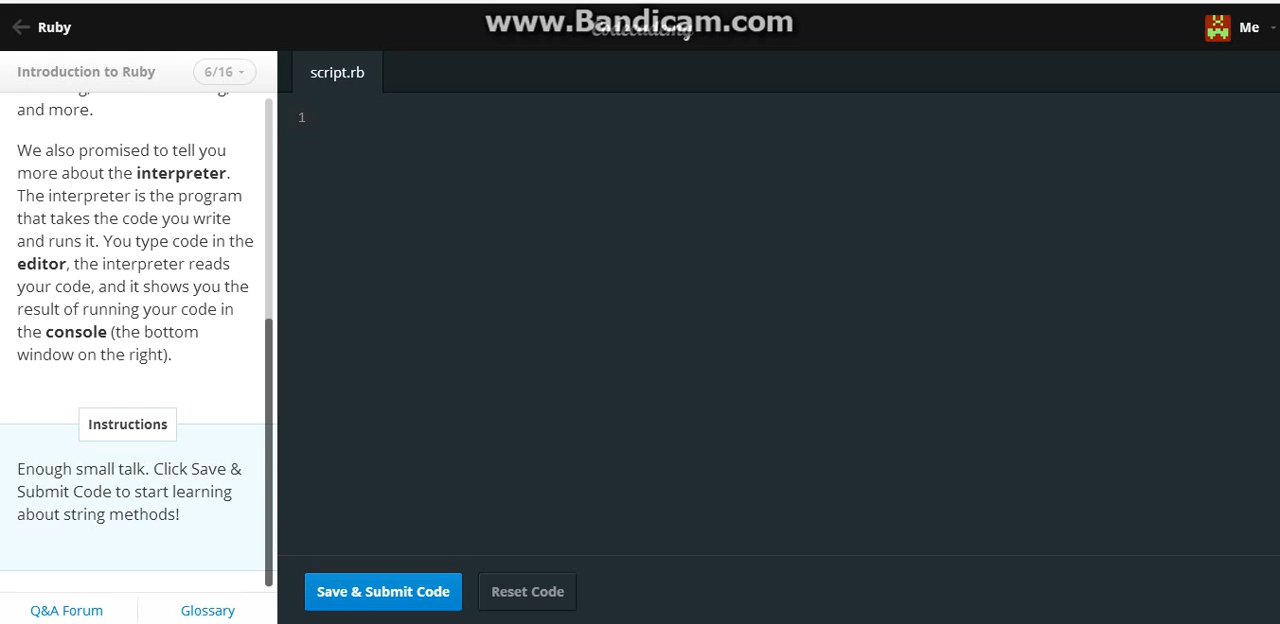 Ruby
www.Bandicam.com
Me
Introduction to Ruby
6/16
script.rb
1
and more.
We also promised to tell you
more about the interpreter.
The interpreter is the program
that takes the code you write
and runs it. You type code in the
editor, the interpreter reads
your code, and it shows you the
result of running your code in
the console (the bottom
window on the right).
Instructions
Enough small talk. Click Save &
Submit Code to start learning
about string methods!
Save & Submit Code
Reset Code
Q&A Forum
Glossary